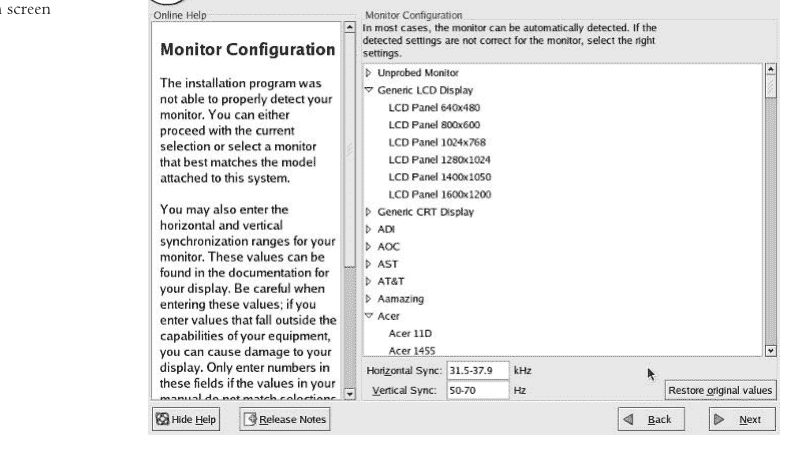 n screen
Online Help
Monitor Configuration
The installation program was
not able to properly detect your
monitor. You can either
proceed with the current
selection or select a monitor
that best matches the model
attached to this system.
You may also enter the
horizontal and vertical
synchronization ranges for your
monitor. These values can be
found in the documentation for
your display. Be careful when
entering these values; if you
enter values that fall outside the
capabilities of your equipment,
you can cause damage to your
display. Only enter numbers in
these fields if the values in your
manual do not match selections
Monitor Configuration
In most cases, the monitor can be automatically detected. If the
detected settings are not correct for the monitor, select the right
settings.
Unprobed Monitor
Generic LCD Display
LCD Panel 640x480
LCD Panel 800x600
LCD Panel 1024x768
LCD Panel 1280x1024
LCD Panel 1400x1050
LCD Panel 1600x1200
Generic CRT Display
ADI
AOC
AST
AT&T
Aamazing
Acer
Acer 11D
Acer 145S
Horizontal Sync: 31.5-37.9 kHz
Vertical Sync: 50-70 Hz
Restore original values
Hide Help
Release Notes
Back
Next